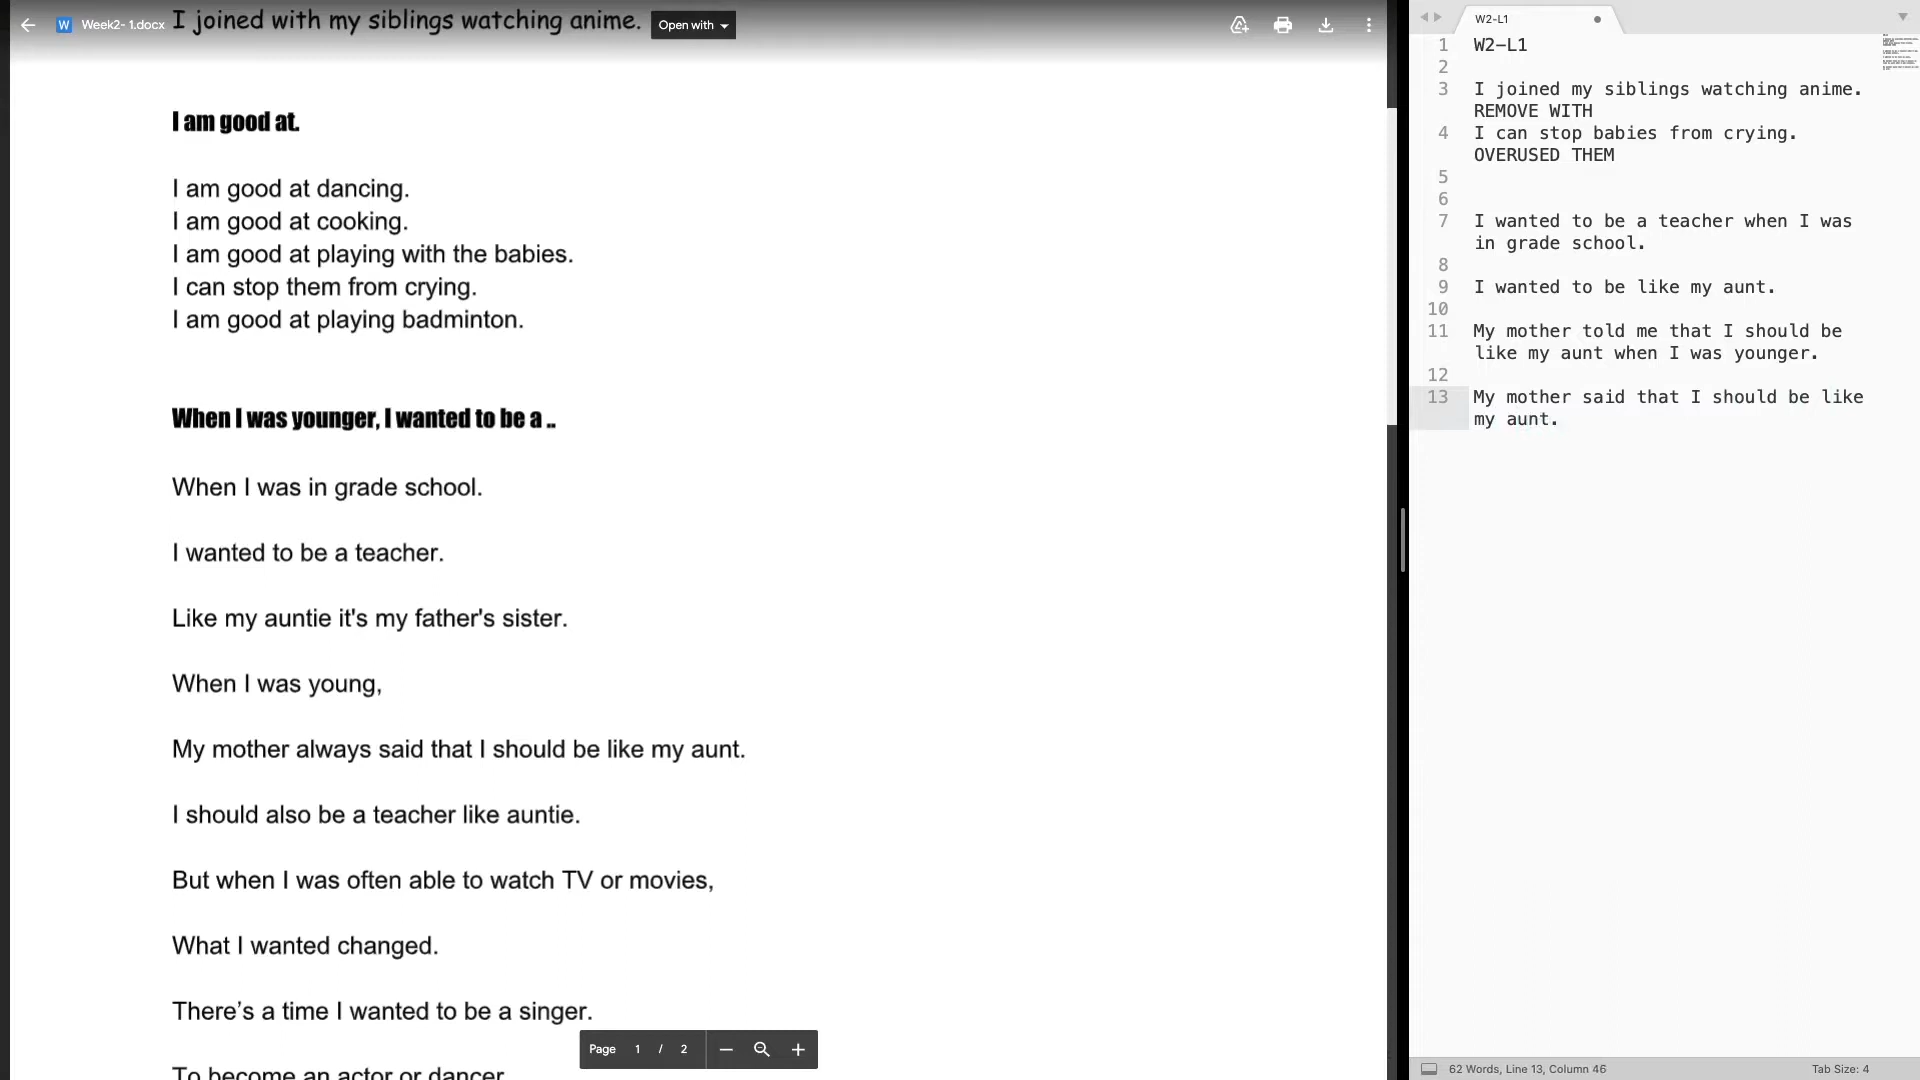 Week2- 1.docx
I joined with my siblings watching anime.
Open with
I am good at.
I am good at dancing.
I am good at cooking.
I am good at playing with the babies.
I can stop them from crying.
I am good at playing badminton.
When I was younger, I wanted to be a ..
When I was in grade school.
I wanted to be a teacher.
Like my auntie it's my father's sister.
When I was young,
My mother always said that I should be like my aunt.
I should also be a teacher like auntie.
But when I was often able to watch TV or movies,
What I wanted changed.
There’s a time I wanted to be a singer.
To become an actor or dancer
Page 1 / 2
W2-L1
1 W2-L1
2
3 I joined my siblings watching anime.
REMOVE WITH
4 I can stop babies from crying.
OVERUSED THEM
5
6
7 I wanted to be a teacher when I was
in grade school.
8
9 I wanted to be like my aunt.
10
11 My mother told me that I should be
like my aunt when I was younger.
12
13 My mother said that I should be like
my aunt.
62 Words, Line 13, Column 46
Tab Size: 4